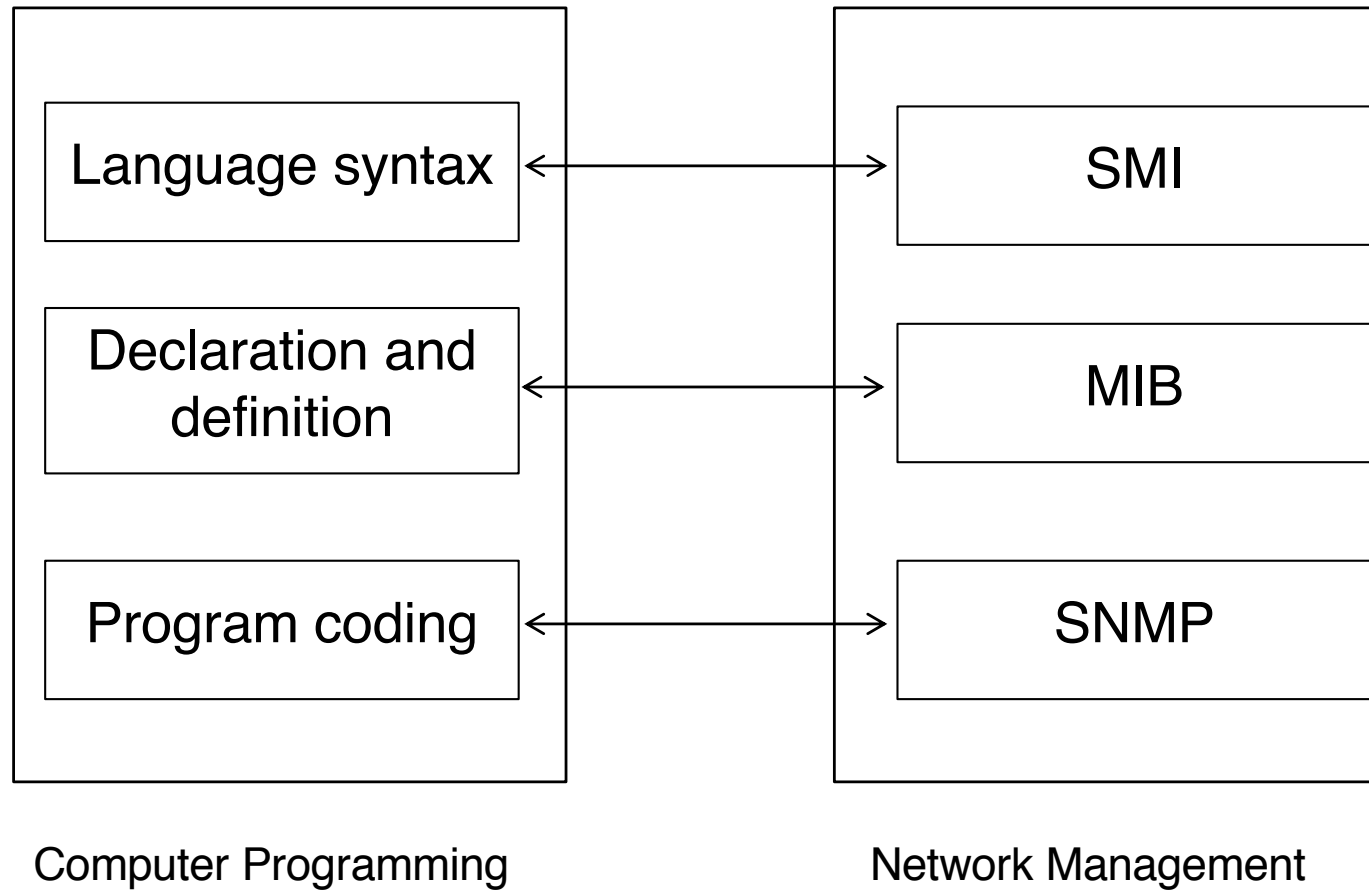 Language syntax
SMI
Declaration and
definition
MIB
Program coding
SNMP
Computer Programming
Network Management